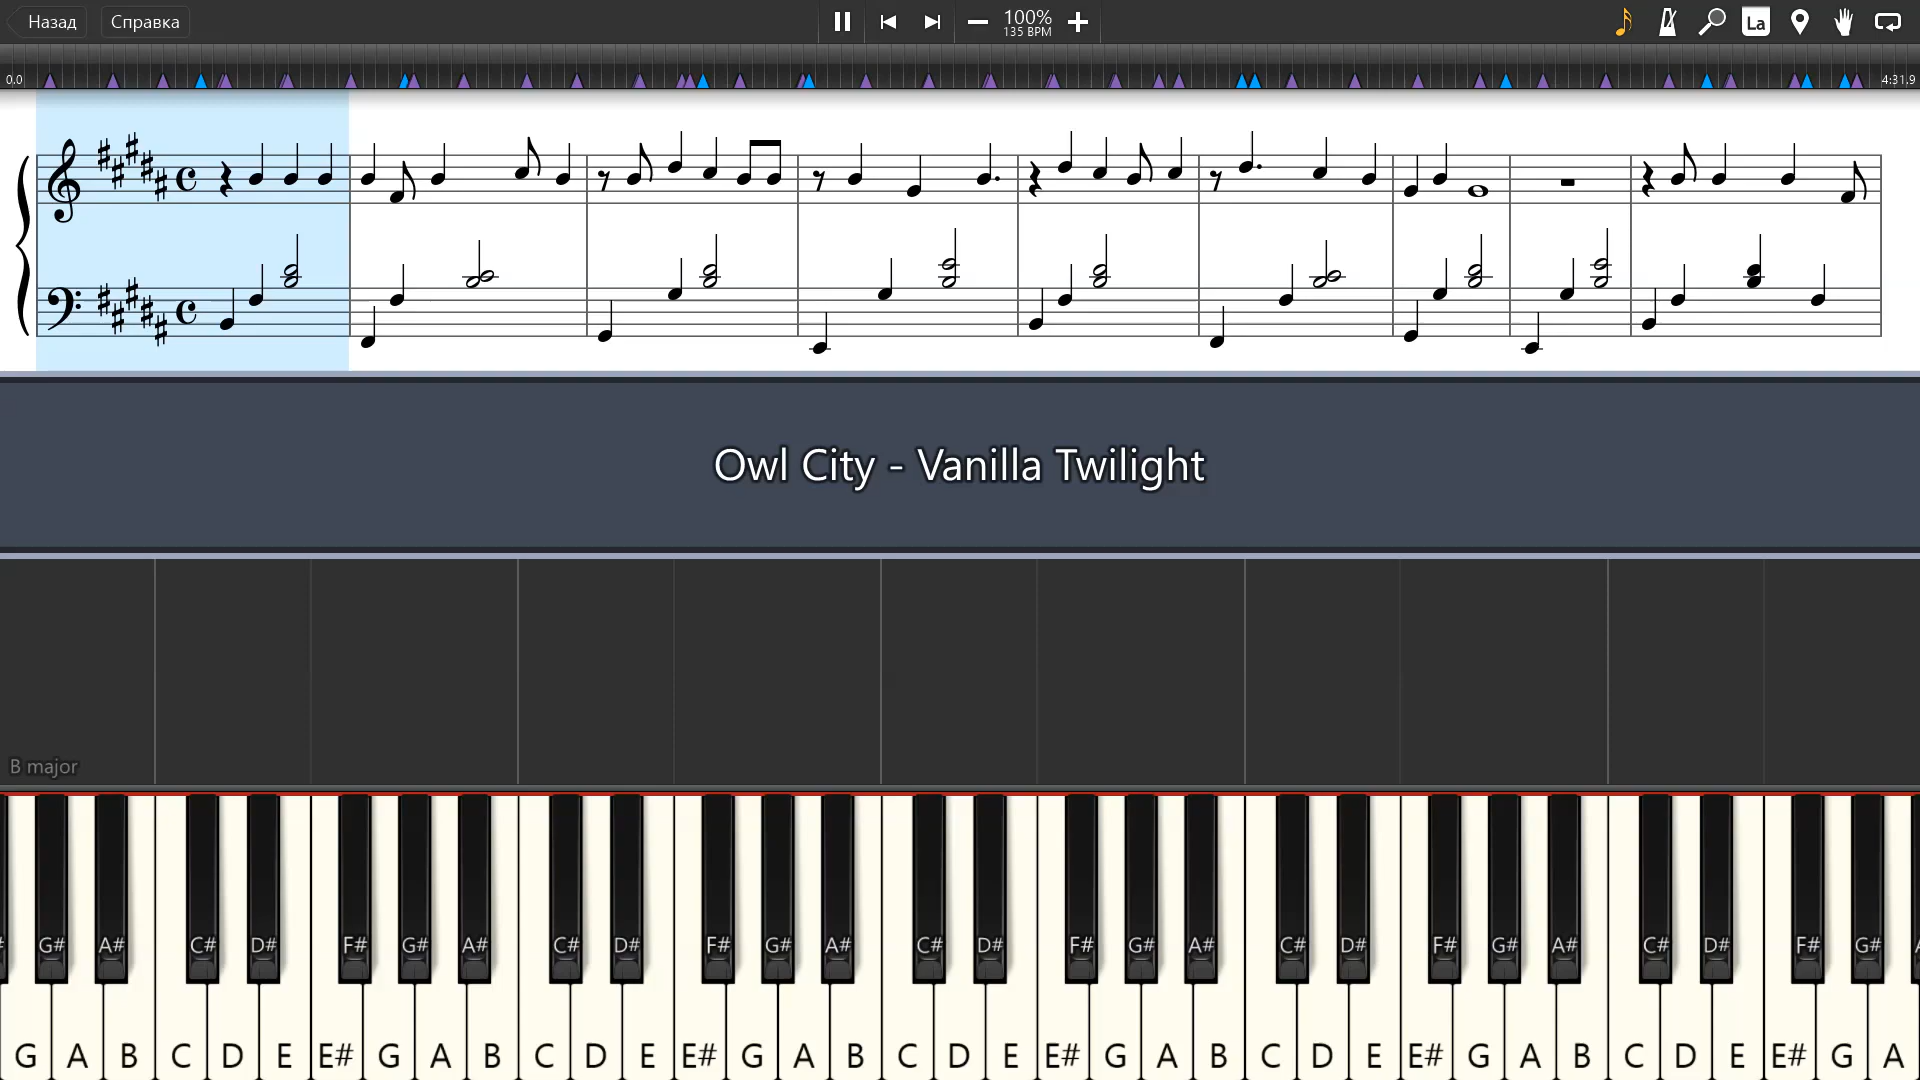 Назад Справка 100% La
135 BPM
0.0 4:31.9
Owl City - Vanilla Twilight
B major
# G# A# C# D# F# G# A# C# D# F# G# A# C# D# F# G# A# C# D# F# G# A# C# D# F# G# A
G A B C D E E# G A B C D E E# G A B C D E E# G A B C D E E# G A B C D E E# G A